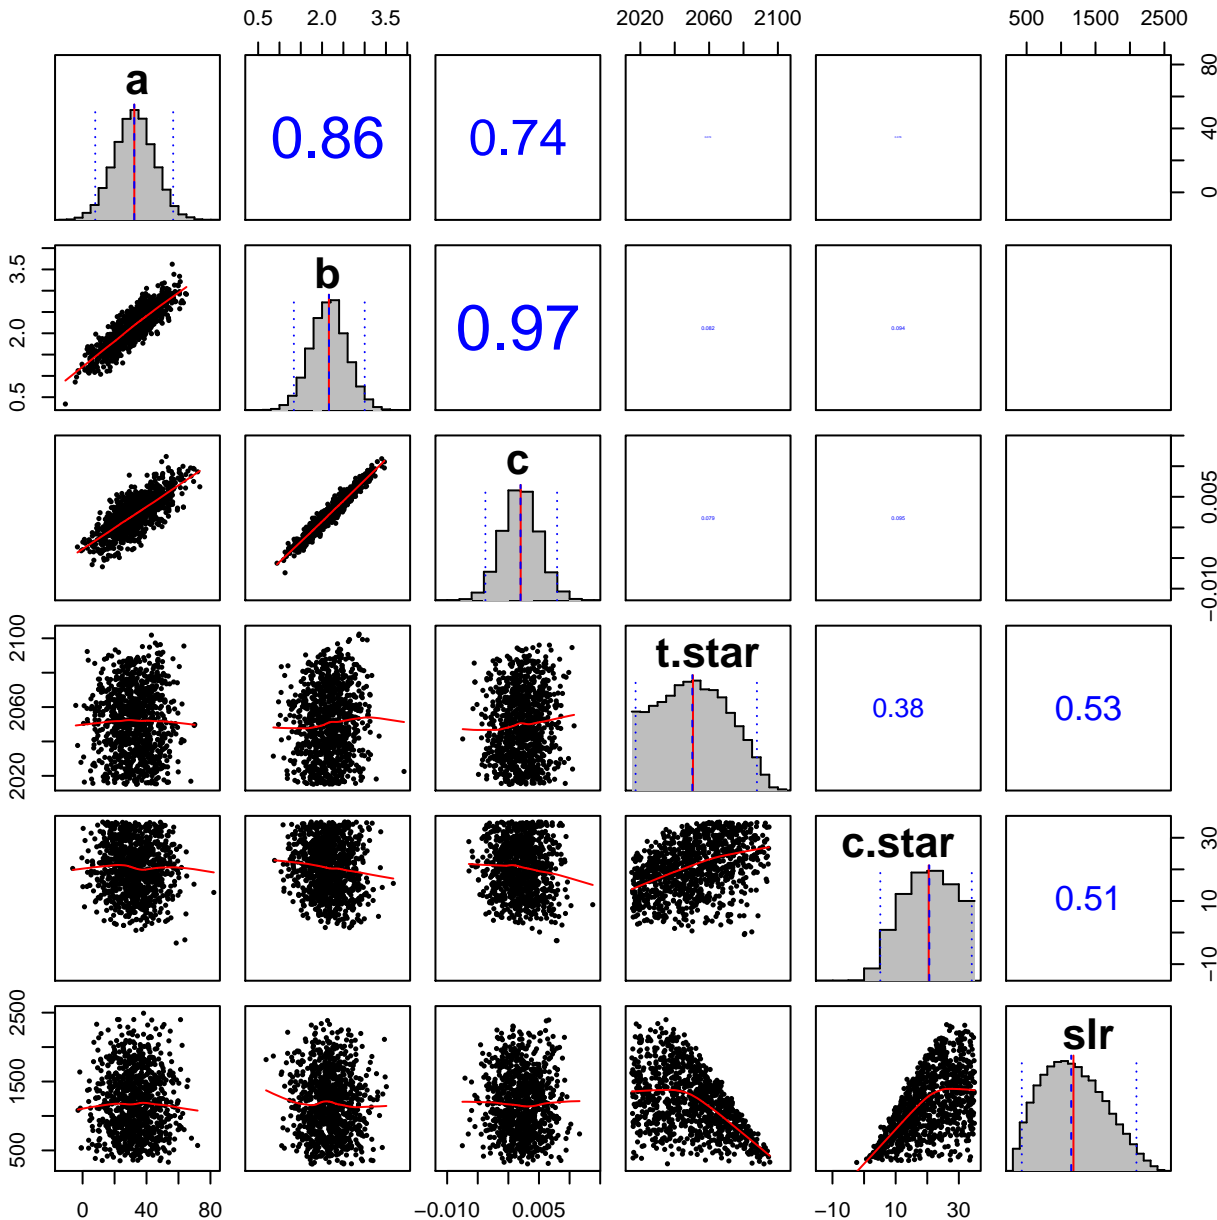 0.5 2.0 3.5 2020 2060 2100 500 1500 2500
a 0.86 0.74 80 40 0
3.5 2.0 0.5 b 0.97 0.082 0.094
c 0.079 0.095 0.005 −0.010
2100 2060 2020 t.star 0.38 0.53
c.star 0.51 30 10 −10
2500 1500 500 slr
0 40 80 −0.010 0.005 −10 10 30